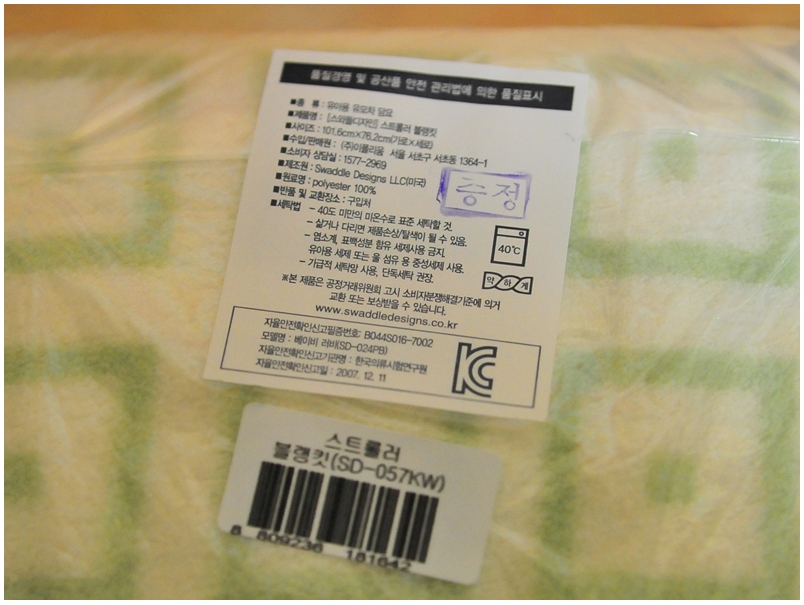 품질경영 및 공산품 안전 관리법에 의한 품질표시
■종 류 : 유아용 유모차 담요
■제품명 : [스와들디자인] 스트롤러 블랭킷
■사이즈 : 101.6cm×76.2cm(가로×세로)
■수입/판매원 : (주)이폴리움 서울 서초구 서초동 1364-1
■소비자 상담실 : 1577-2969
■제조원 : Swaddle Designs LLC(미국)
■원료명 : polyester 100%
증정
■반품 및 교환장소 : 구입처
■세탁법 - 40도 미만의 미온수로 표준 세탁할 것.
- 삶거나 다리면 제품손상/탈색이 될 수 있음.
- 염소계, 표백성분 함유 세제사용 금지,
유아용 세제 또는 울 섬유 용 중성세제 사용.
- 가급적 세탁망 사용, 단독세탁 권장.
40℃
약하게
※본 제품은 공정거래위원회 고시 소비자분쟁해결기준에 의거
교환 또는 보상받을 수 있습니다.
www.swaddledesigns.co.kr
자율안전확인신고필증번호: B044S016-7002
모델명 : 베이비 러바(SD-024PB)
자율안전확인신고기관명 : 한국의류시험연구원
자율안전확인신고일 : 2007. 12. 11
KC
스트롤러
블랭킷(SD-057KW)
8 809236 181642